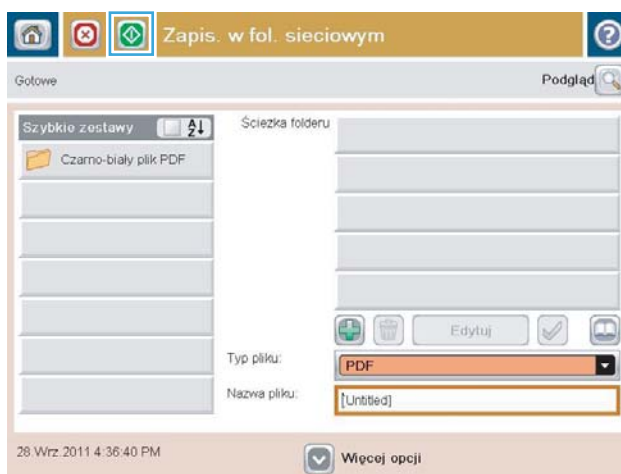 Zapis. w fol. sieciowym
Gotowe
Podgląd
Szybkie zestawy
Ścieżka folderu
Czarno-biały plik PDF
Edytuj
Typ pliku:
PDF
Nazwa pliku:
[Untitled]
28 Wrz 2011 4:36:40 PM
Więcej opcji